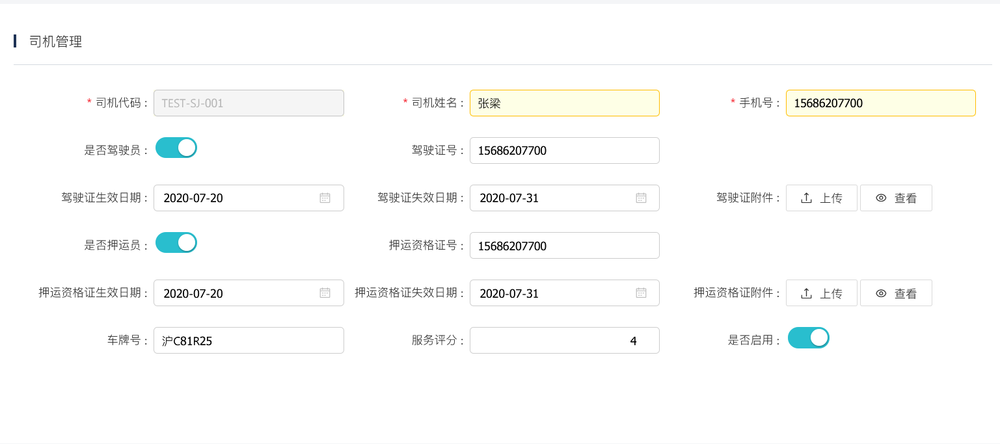 司机管理
* 司机代码 : TEST-SJ-001 * 司机姓名 : 张梁 * 手机号 : 15686207700
是否驾驶员 : 驾驶证号 : 15686207700
驾驶证生效日期 : 2020-07-20 驾驶证失效日期 : 2020-07-31 驾驶证附件 : 上传 查看
是否押运员 : 押运资格证号 : 15686207700
押运资格证生效日期 : 2020-07-20 押运资格证失效日期 : 2020-07-31 押运资格证附件 : 上传 查看
车牌号 : 沪C81R25 服务评分 : 4 是否启用 :